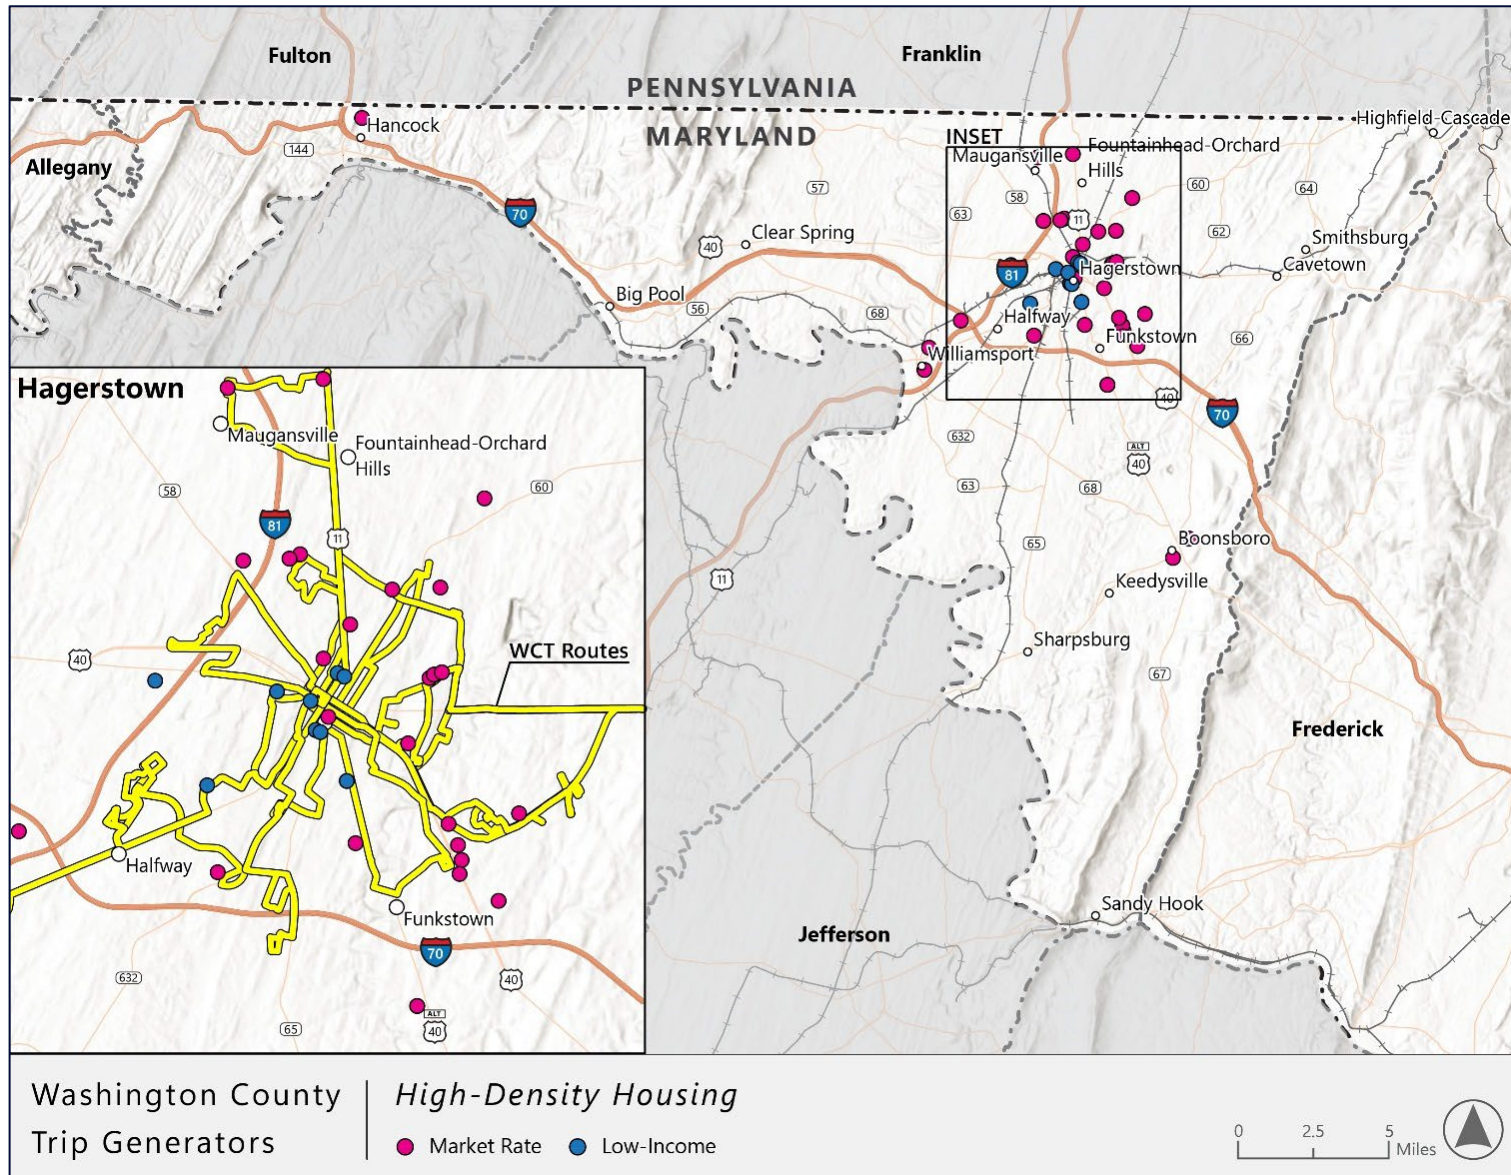 Fulton
Franklin
PENNSYLVANIA
MARYLAND
Hancock
144
Allegany
70
57
40
Clear Spring
Big Pool
56
68
INSET
Maugansville
Fountainhead-Orchard
Hills
58
63
11
60
62
64
Highfield-Cascade
Smithsburg
Cavetown
81
Hagerstown
Halfway
Funkstown
66
Williamsport
40
70
632
ALT
40
63
68
65
11
Boonsboro
Keedysville
Sharpsburg
67
Frederick
Jefferson
Sandy Hook
Hagerstown
Maugansville
Fountainhead-Orchard
Hills
58
60
81
11
40
WCT Routes
Halfway
Funkstown
70
632
40
65
ALT
40
Washington County
Trip Generators
High-Density Housing
Market Rate
Low-Income
0
2.5
5
Miles